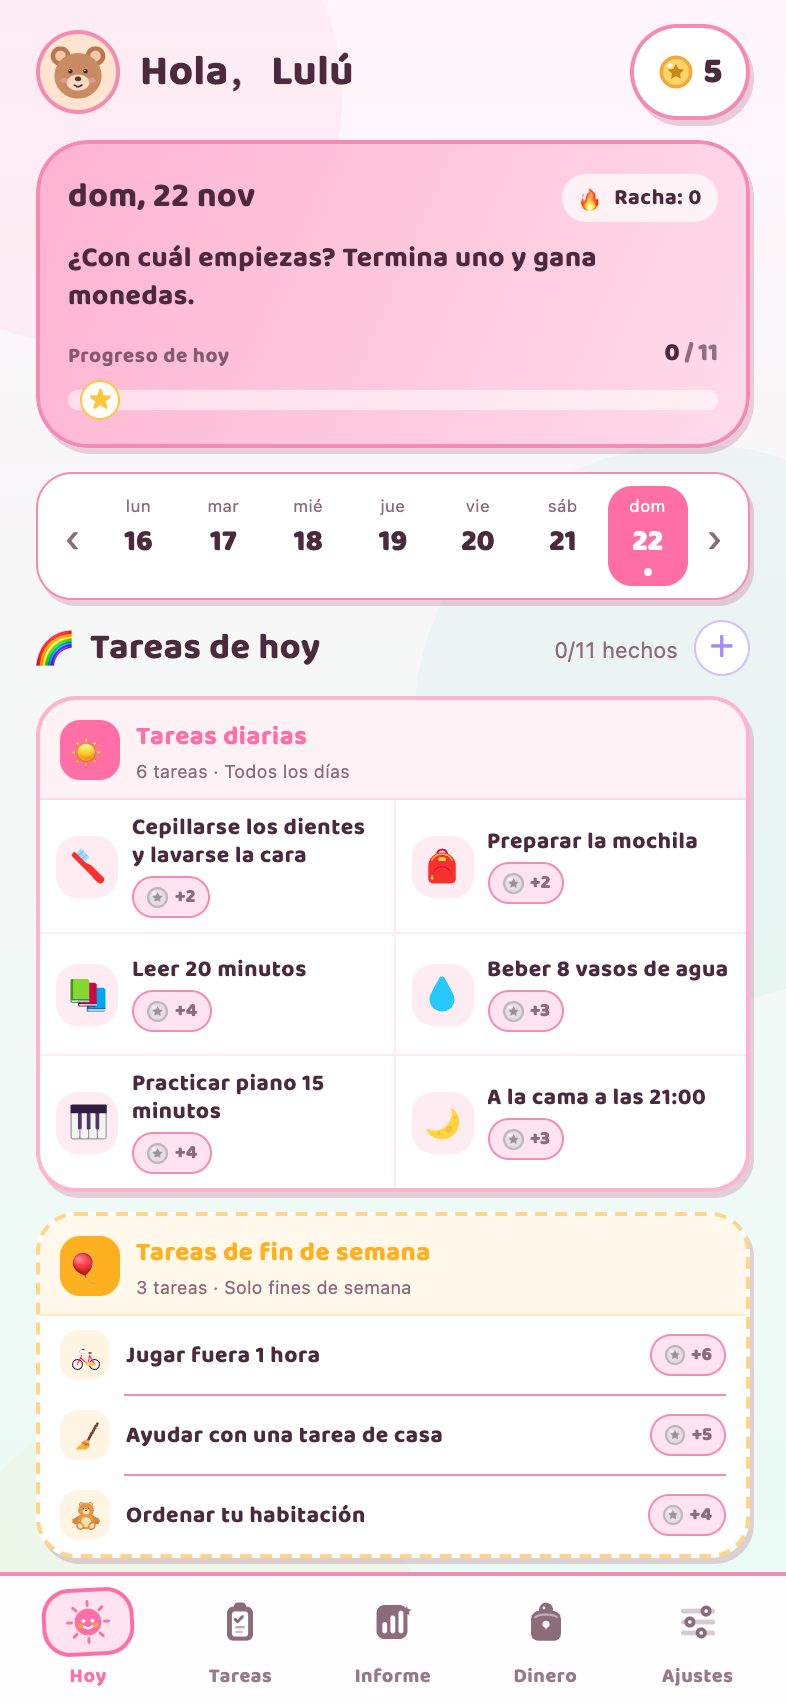 Hola, Lulú
5
dom, 22 nov
Racha: 0
¿Con cuál empiezas? Termina uno y gana
monedas.
Progreso de hoy
0 / 11
lun mar mié jue vie sáb dom
‹ 16 17 18 19 20 21 22 ›
Tareas de hoy
0/11 hechos +
Tareas diarias
6 tareas · Todos los días
Cepillarse los dientes
y lavarse la cara
+2
Preparar la mochila
+2
Leer 20 minutos
+4
Beber 8 vasos de agua
+3
Practicar piano 15
minutos
+4
A la cama a las 21:00
+3
Tareas de fin de semana
3 tareas · Solo fines de semana
Jugar fuera 1 hora +6
Ayudar con una tarea de casa +5
Ordenar tu habitación +4
Hoy Tareas Informe Dinero Ajustes